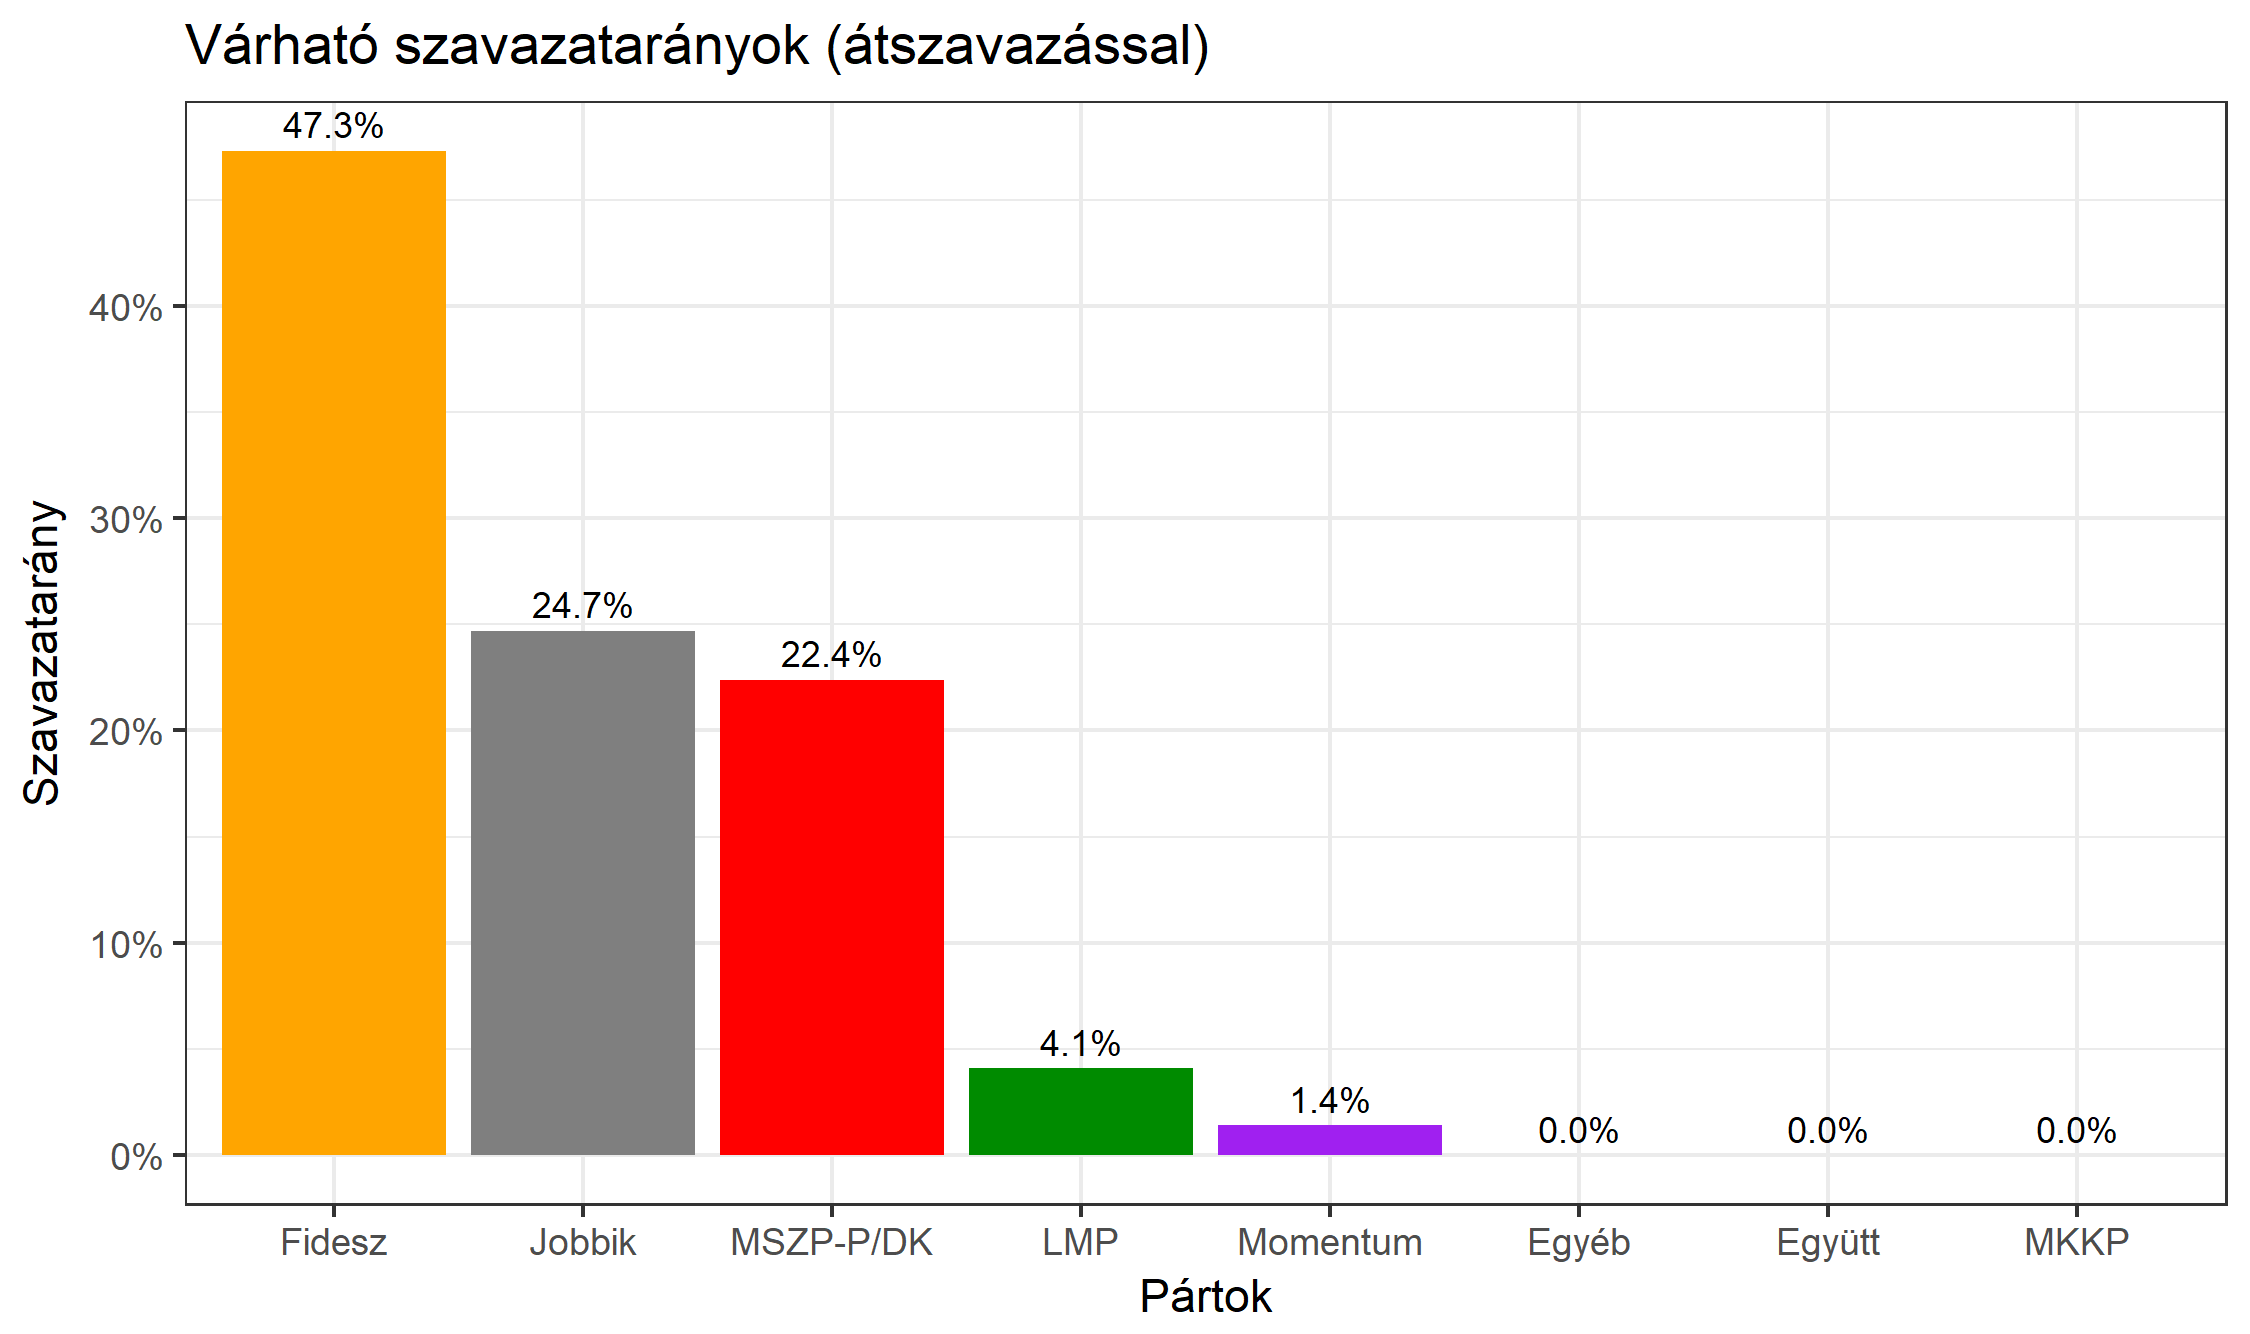 Várható szavazatarányok (átszavazással)
47.3%
24.7%
22.4%
4.1%
1.4%
0.0%
0.0%
0.0%
40%
30%
20%
10%
0%
Szavazatarány
Fidesz
Jobbik
MSZP-P/DK
LMP
Momentum
Egyéb
Együtt
MKKP
Pártok